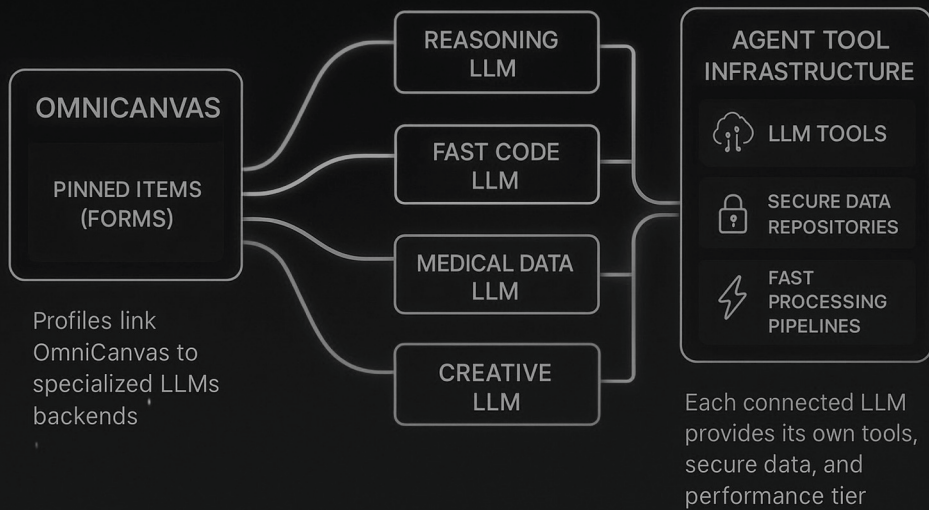 OMNICANVAS
PINNED ITEMS
(FORMS)
Profiles link
OmniCanvas to
specialized LLMs
backends
REASONING
LLM
FAST CODE
LLM
MEDICAL DATA
LLM
CREATIVE
LLM
AGENT TOOL
INFRASTRUCTURE
LLM TOOLS
SECURE DATA
REPOSITORIES
FAST
PROCESSING
PIPELINES
Each connected LLM
provides its own tools,
secure data, and
performance tier